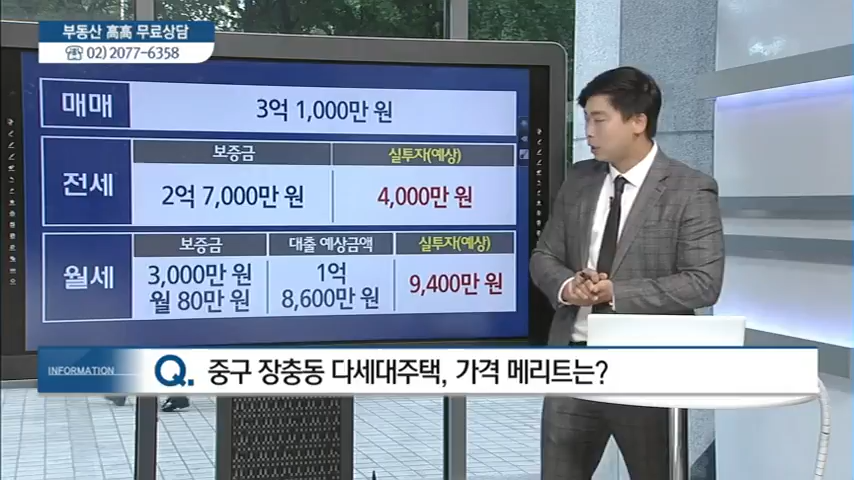 부동산 高高 무료상담
☎ 02) 2077-6358
매매
3억 1,000만 원
전세
보증금
실투자(예상)
2억 7,000만 원
4,000만 원
월세
보증금
대출 예상금액
실투자(예상)
3,000만 원
월 80만 원
1억
8,600만 원
9,400만 원
INFORMATION
Q. 중구 장충동 다세대주택, 가격 메리트는?